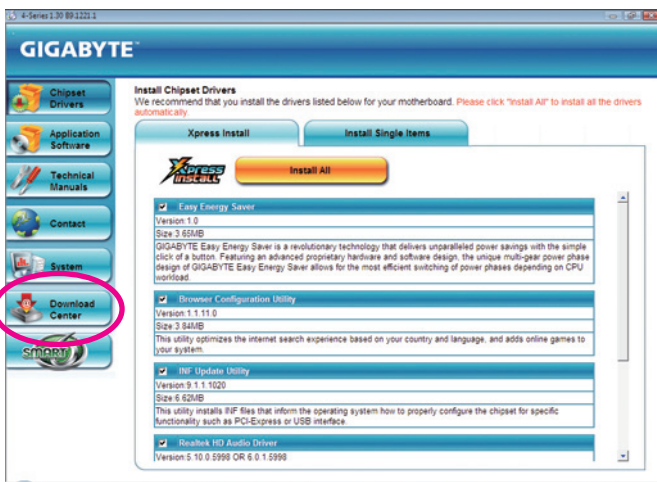 4-Series 1.30 B9.1221.1
GIGABYTE™
Chipset
Drivers
Application
Software
Technical
Manuals
Contact
System
Download
Center
SMART
Install Chipset Drivers
We recommend that you install the drivers listed below for your motherboard. Please click "Install All" to install all the drivers
automatically.
Xpress Install
Install Single Items
Xpress
INSTALL
Install All
Easy Energy Saver
Version:1.0
Size:3.65MB
GIGABYTE Easy Energy Saver is a revolutionary technology that delivers unparalleled power savings with the simple
click of a button. Featuring an advanced proprietary hardware and software design, the unique multi-gear power phase
design of GIGABYTE Easy Energy Saver allows for the most efficient switching of power phases depending on CPU
workload.
Browser Configuration Utility
Version:1.1.11.0
Size:3.84MB
This utility optimizes the internet search experience based on your country and language, and adds online games to
your system.
INF Update Utility
Version:9.1.1.1020
Size:6.62MB
This utility installs INF files that inform the operating system how to properly configure the chipset for specific
functionality such as PCI-Express or USB interface.
Realtek HD Audio Driver
Version:5.10.0.5998 OR 6.0.1.5998